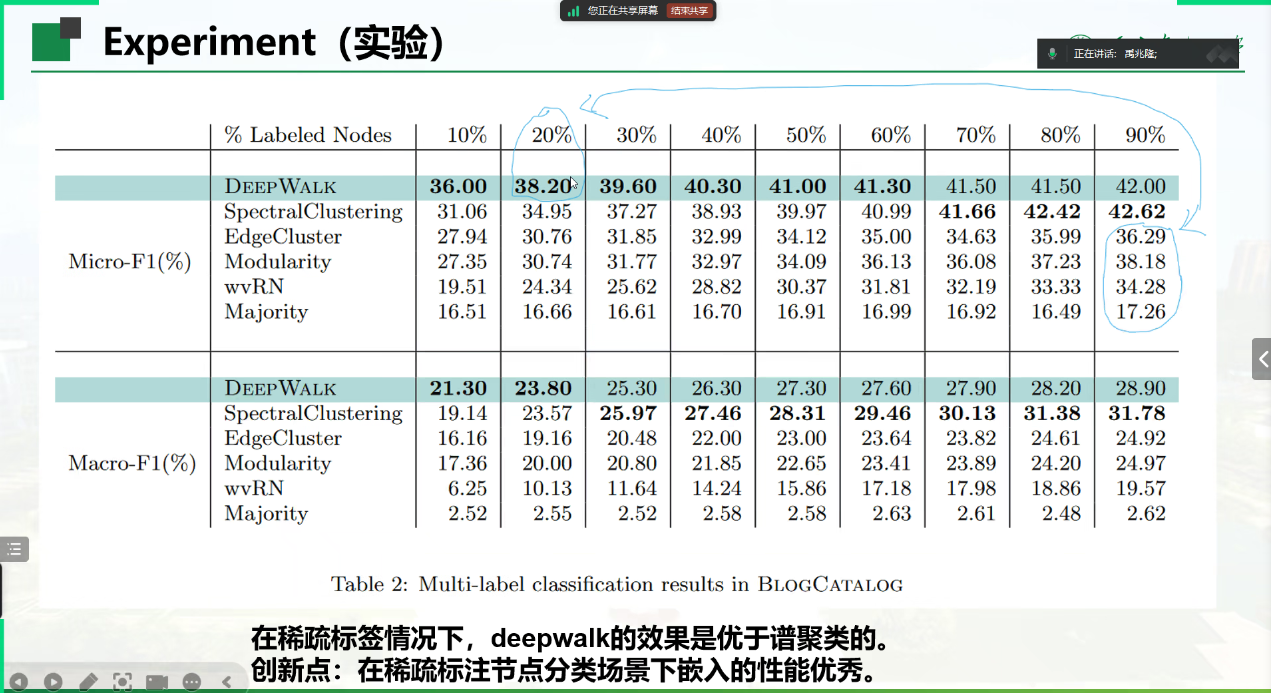 您正在共享屏幕 结束共享
Experiment（实验）
正在讲话: 禹兆隆;
% Labeled Nodes 10% 20% 30% 40% 50% 60% 70% 80% 90%
DEEPWALK 36.00 38.20 39.60 40.30 41.00 41.30 41.50 41.50 42.00
SpectralClustering 31.06 34.95 37.27 38.93 39.97 40.99 41.66 42.42 42.62
EdgeCluster 27.94 30.76 31.85 32.99 34.12 35.00 34.63 35.99 36.29
Micro-F1(%) Modularity 27.35 30.74 31.77 32.97 34.09 36.13 36.08 37.23 38.18
wvRN 19.51 24.34 25.62 28.82 30.37 31.81 32.19 33.33 34.28
Majority 16.51 16.66 16.61 16.70 16.91 16.99 16.92 16.49 17.26
DEEPWALK 21.30 23.80 25.30 26.30 27.30 27.60 27.90 28.20 28.90
SpectralClustering 19.14 23.57 25.97 27.46 28.31 29.46 30.13 31.38 31.78
EdgeCluster 16.16 19.16 20.48 22.00 23.00 23.64 23.82 24.61 24.92
Macro-F1(%) Modularity 17.36 20.00 20.80 21.85 22.65 23.41 23.89 24.20 24.97
wvRN 6.25 10.13 11.64 14.24 15.86 17.18 17.98 18.86 19.57
Majority 2.52 2.55 2.52 2.58 2.58 2.63 2.61 2.48 2.62
Table 2: Multi-label classification results in BLOGCATALOG
在稀疏标签情况下，deepwalk的效果是优于谱聚类的。
创新点：在稀疏标注节点分类场景下嵌入的性能优秀。